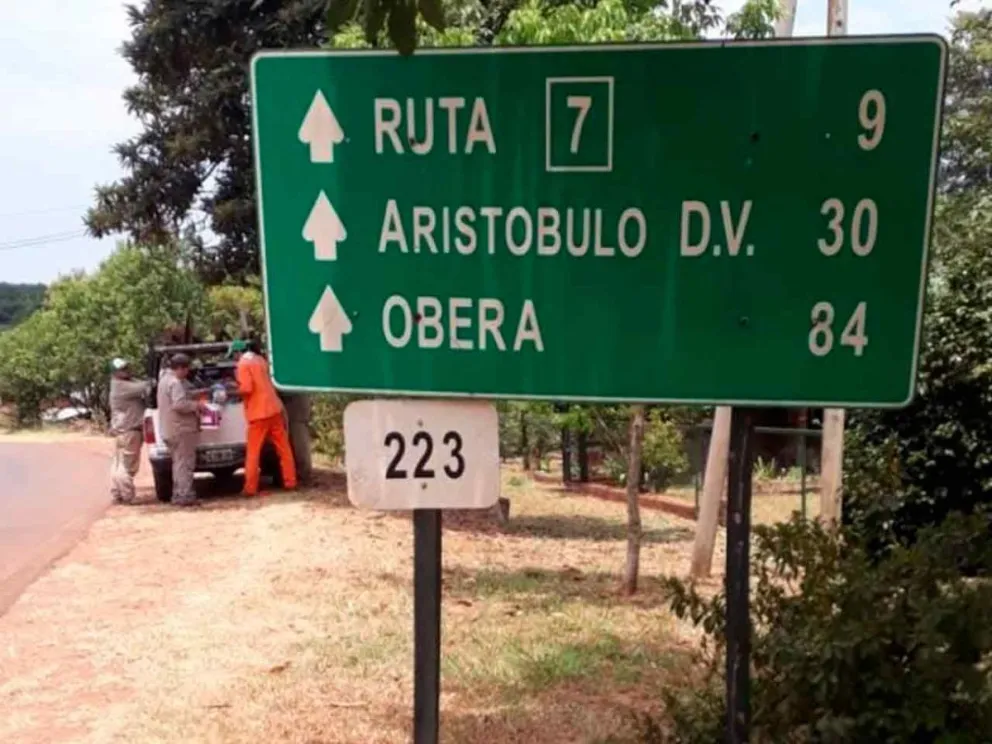 RUTA 7 9
ARISTOBULO D.V. 30
OBERA 84
223